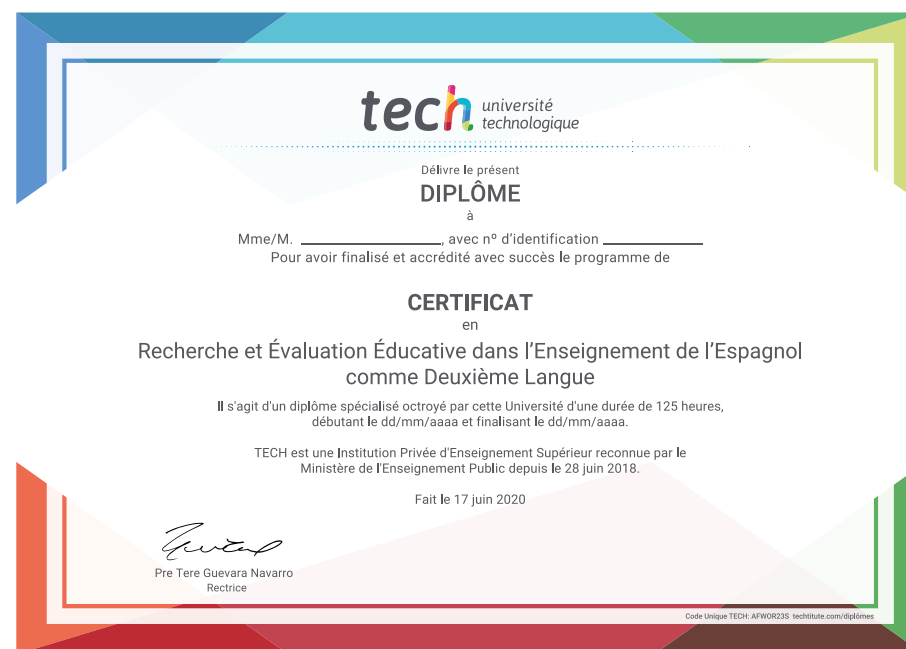 tech université
technologique
Délivre le présent
DIPLÔME
à
Mme/M. ____________________, avec nº d'identification ______________
Pour avoir finalisé et accrédité avec succès le programme de
CERTIFICAT
en
Recherche et Évaluation Éducative dans l'Enseignement de l'Espagnol
comme Deuxième Langue
Il s'agit d'un diplôme spécialisé octroyé par cette Université d'une durée de 125 heures,
débutant le dd/mm/aaaa et finalisant le dd/mm/aaaa.
TECH est une Institution Privée d'Enseignement Supérieur reconnue par le
Ministère de l'Enseignement Public depuis le 28 juin 2018.
Fait le 17 juin 2020
Pre Tere Guevara Navarro
Rectrice
Code Unique TECH: AFWOR23S techtitute.com/diplômes